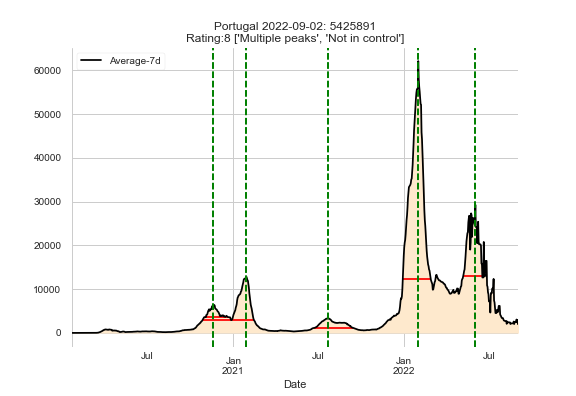 Portugal 2022-09-02: 5425891
Rating:8 ['Multiple peaks', 'Not in control']
Average-7d
60000
50000
40000
30000
20000
10000
0
Jul
Jan
2021
Jul
Jan
2022
Jul
Date